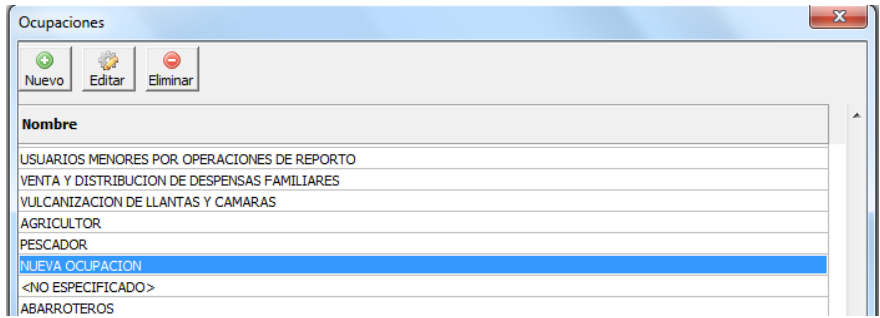 Ocupaciones
Nuevo Editar Eliminar
Nombre
USUARIOS MENORES POR OPERACIONES DE REPORTO
VENTA Y DISTRIBUCION DE DESPENSAS FAMILIARES
VULCANIZACION DE LLANTAS Y CAMARAS
AGRICULTOR
PESCADOR
NUEVA OCUPACION
<NO ESPECIFICADO>
ABARROTEROS